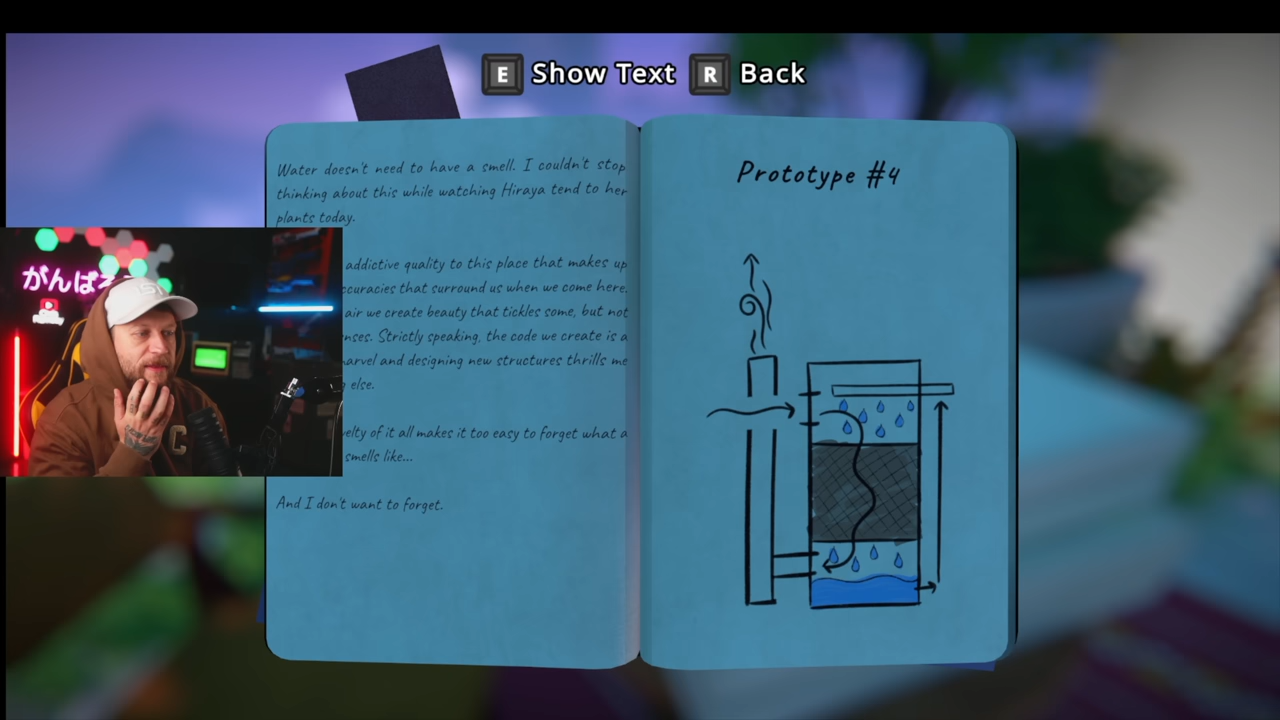 E Show Text R Back
Water doesn't need to have a smell. I couldn't stop
thinking about this while watching Hiraya tend to her
plants today.
addictive quality to this place that makes up
curacies that surround us when we come here.
air we create beauty that tickles some, but not
nses. Strictly speaking, the code we create is a
arvel and designing new structures thrills me
else.
velty of it all makes it too easy to forget what a
smells like...
And I don't want to forget.
Prototype #4
がんば